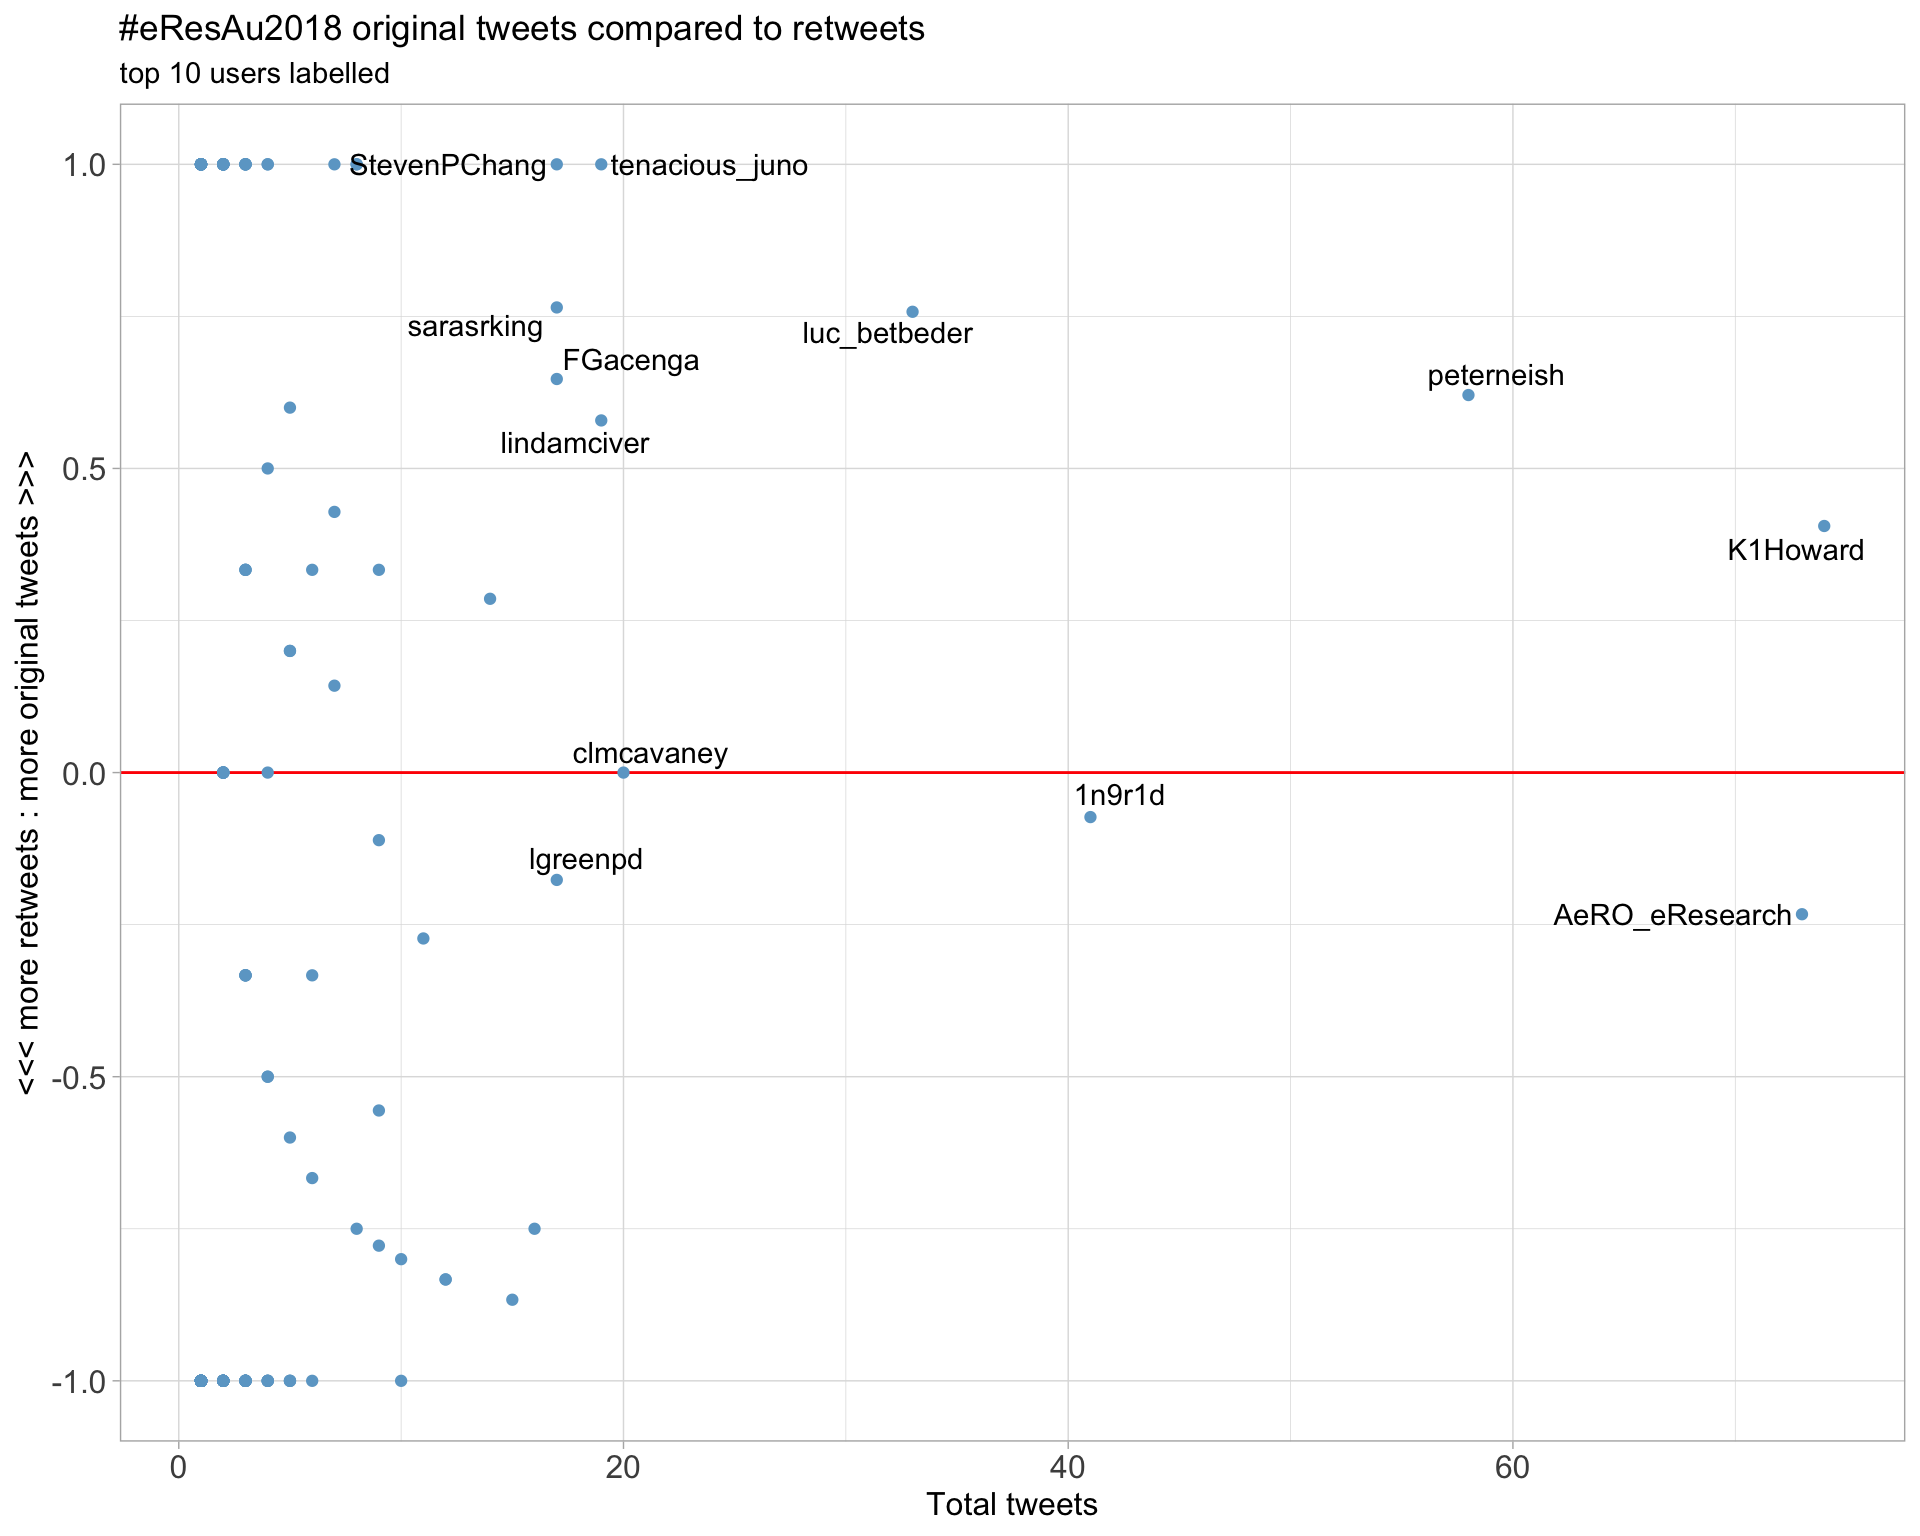 #eResAu2018 original tweets compared to retweets
top 10 users labelled
<<< more retweets : more original tweets >>>
1.0
0.5
0.0
-0.5
-1.0
StevenPChang
tenacious_juno
sarasrking
luc_betbeder
FGacenga
peterneish
lindamciver
K1Howard
clmcavaney
1n9r1d
lgreenpd
AeRO_eResearch
0
20
40
60
Total tweets